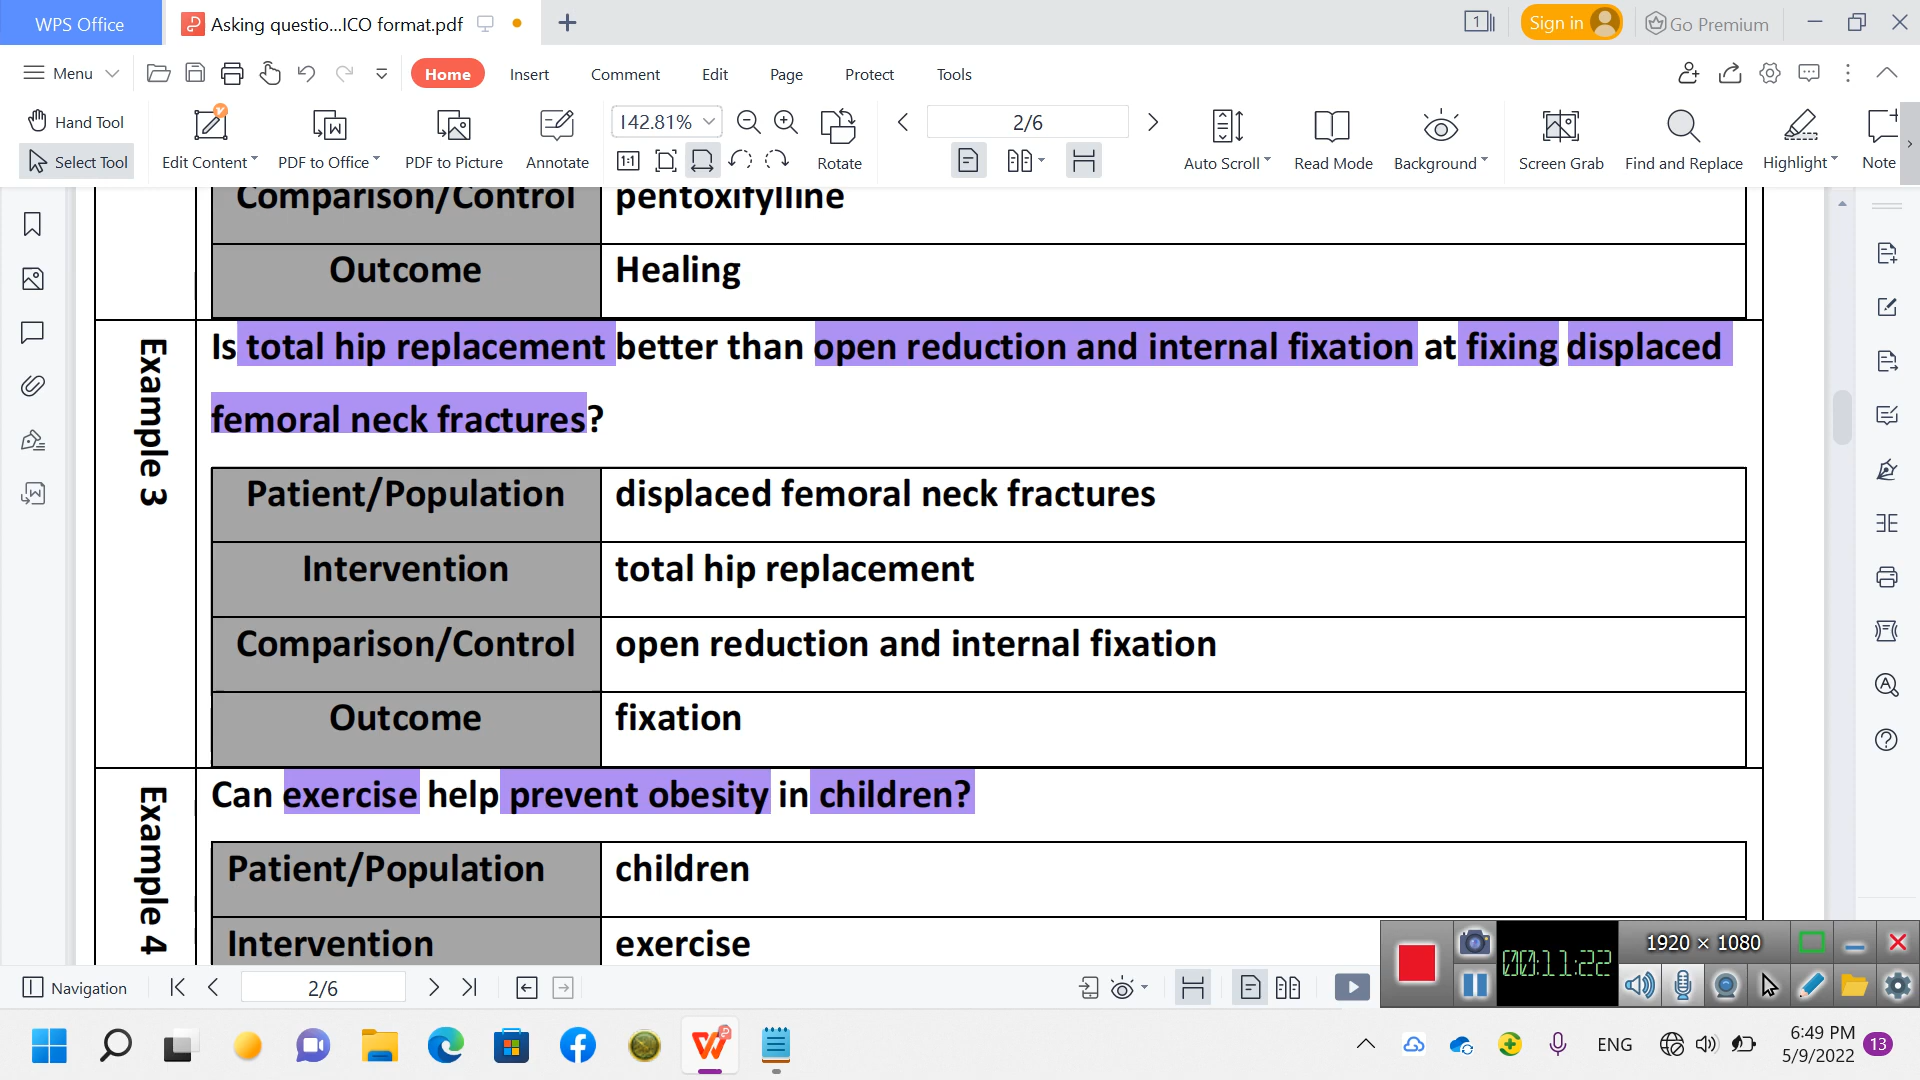 WPS Office
Asking questio...ICO format.pdf
1
Sign in
Go Premium
Menu
Home
Insert
Comment
Edit
Page
Protect
Tools
Hand Tool
Select Tool
Edit Content
PDF to Office
PDF to Picture
Annotate
142.81%
Rotate
2/6
Auto Scroll
Read Mode
Background
Screen Grab
Find and Replace
Highlight
Note
Comparison/Control pentoxifylline
Outcome Healing
Example 3
Is total hip replacement better than open reduction and internal fixation at fixing displaced
femoral neck fractures?
Patient/Population displaced femoral neck fractures
Intervention total hip replacement
Comparison/Control open reduction and internal fixation
Outcome fixation
Example 4
Can exercise help prevent obesity in children?
Patient/Population children
Intervention exercise
00:11:22
1920 × 1080
Navigation
2/6
ENG
6:49 PM
5/9/2022
13